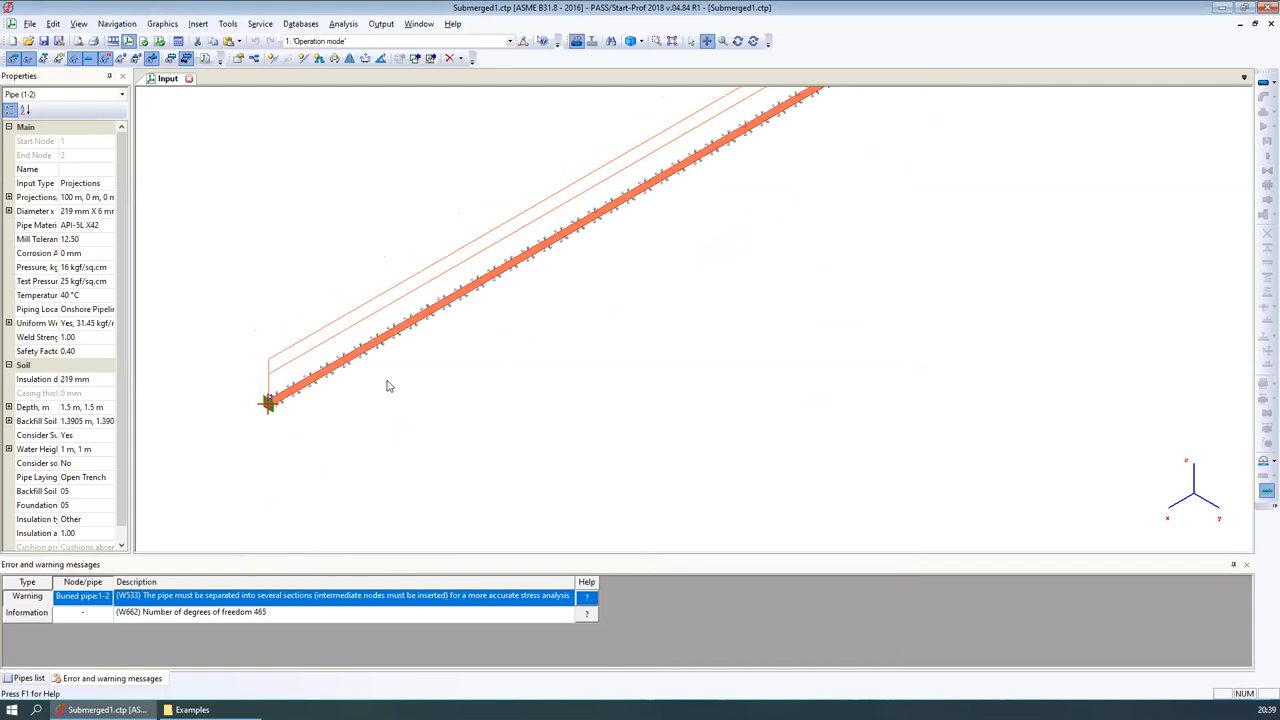 Submerged1.ctp [ASME B31.8 - 2016] - PASS/Start-Prof 2018 v.04.84 R1 - [Submerged1.ctp]
File Edit View Navigation Graphics Insert Tools Service Databases Analysis Output Window Help
1. 'Operation mode'
Properties
Input
Pipe (1-2)
Main
Start Node 1
End Node 2
Name
Input Type Projections
Projections, 100 m, 0 m, 0 m
Diameter x 219 mm X 6 mm
Pipe Materi API-5L X42
Mill Toleran 12.50
Corrosion A 0 mm
Pressure, kg 16 kgf/sq.cm
Test Pressu 25 kgf/sq.cm
Temperatur 40 °C
Piping Loca Onshore Pipelin
Uniform We Yes, 31.45 kgf/r
Weld Streng 1.00
Safety Facto 0.40
Soil
Insulation d 219 mm
Casing thick 0 mm
Depth, m 1.5 m, 1.5 m
Backfill Soil 1.3905 m, 1.390
Consider Su Yes
Water Heigh 1 m, 1 m
Consider so No
Pipe Laying Open Trench
Backfill Soil 05
Foundation 05
Insulation ty Other
Insulation a 1.00
Cushion pr Cushions absen
z
x y
Error and warning messages
Type Node/pipe Description Help
Warning Buried pipe:1-2 (W533) The pipe must be separated into several sections (intermediate nodes must be inserted) for a more accurate stress analysis ?
Information - (W662) Number of degrees of freedom 465 ?
Pipes list Error and warning messages
Press F1 for Help NUM
Submerged1.ctp [AS... Examples 20:39